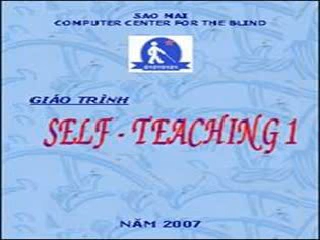 SAO MAI
COMPUTER CENTER FOR THE BLIND
GIÁO TRÌNH
SELF - TEACHING 1
NĂM 2007